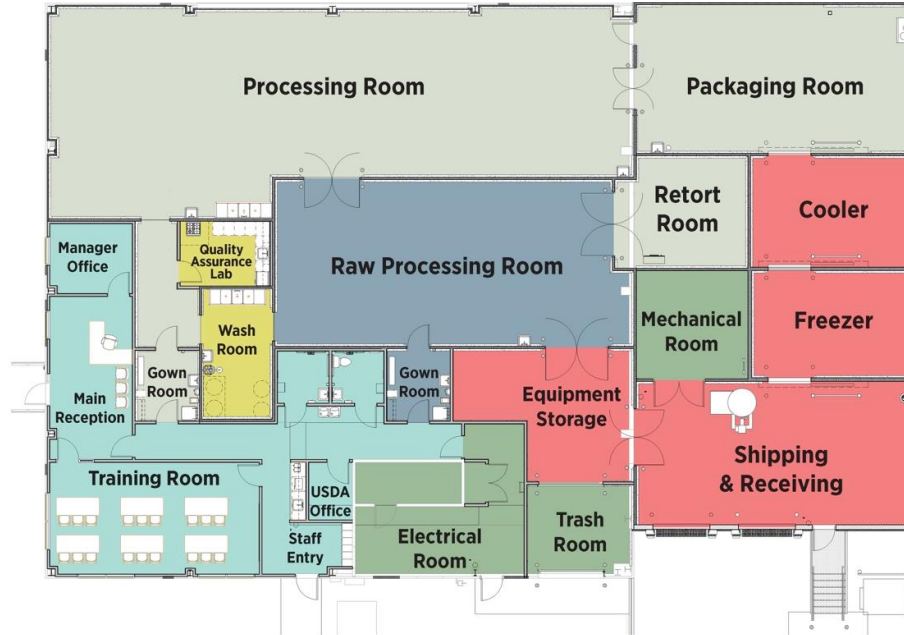 Processing Room
Packaging Room
Retort
Room
Cooler
Manager
Office
Quality
Assurance
Lab
Raw Processing Room
Wash
Room
Mechanical
Room
Freezer
Gown
Room
Gown
Room
Main
Reception
Equipment
Storage
Shipping
& Receiving
Training Room
USDA
Office
Staff
Entry
Electrical
Room
Trash
Room